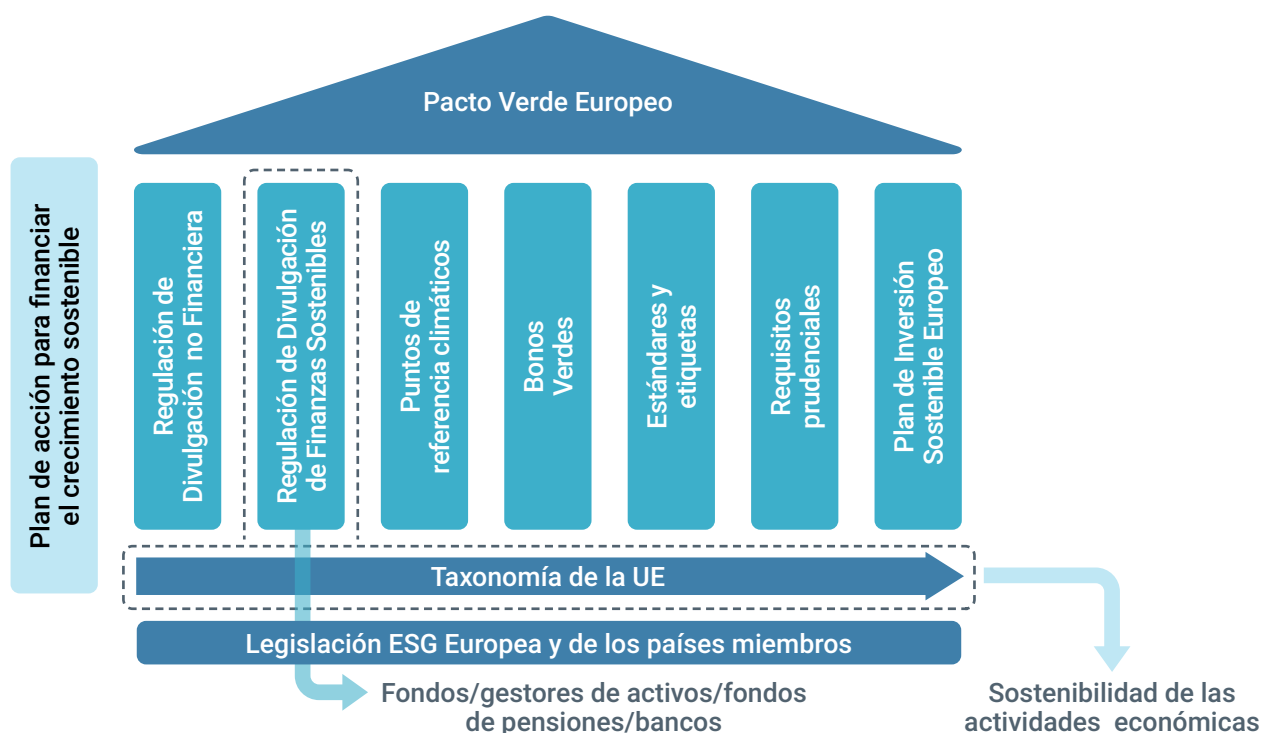 Pacto Verde Europeo
Plan de acción para financiar
el crecimiento sostenible
Regulación de
Divulgación no Financiera
Regulación de Divulgación
de Finanzas Sostenibles
Puntos de
referencia climáticos
Bonos
Verdes
Estándares y
etiquetas
Requisitos
prudenciales
Plan de Inversión
Sostenible Europeo
Taxonomía de la UE
Legislación ESG Europea y de los países miembros
Fondos/gestores de activos/fondos
de pensiones/bancos
Sostenibilidad de las
actividades económicas